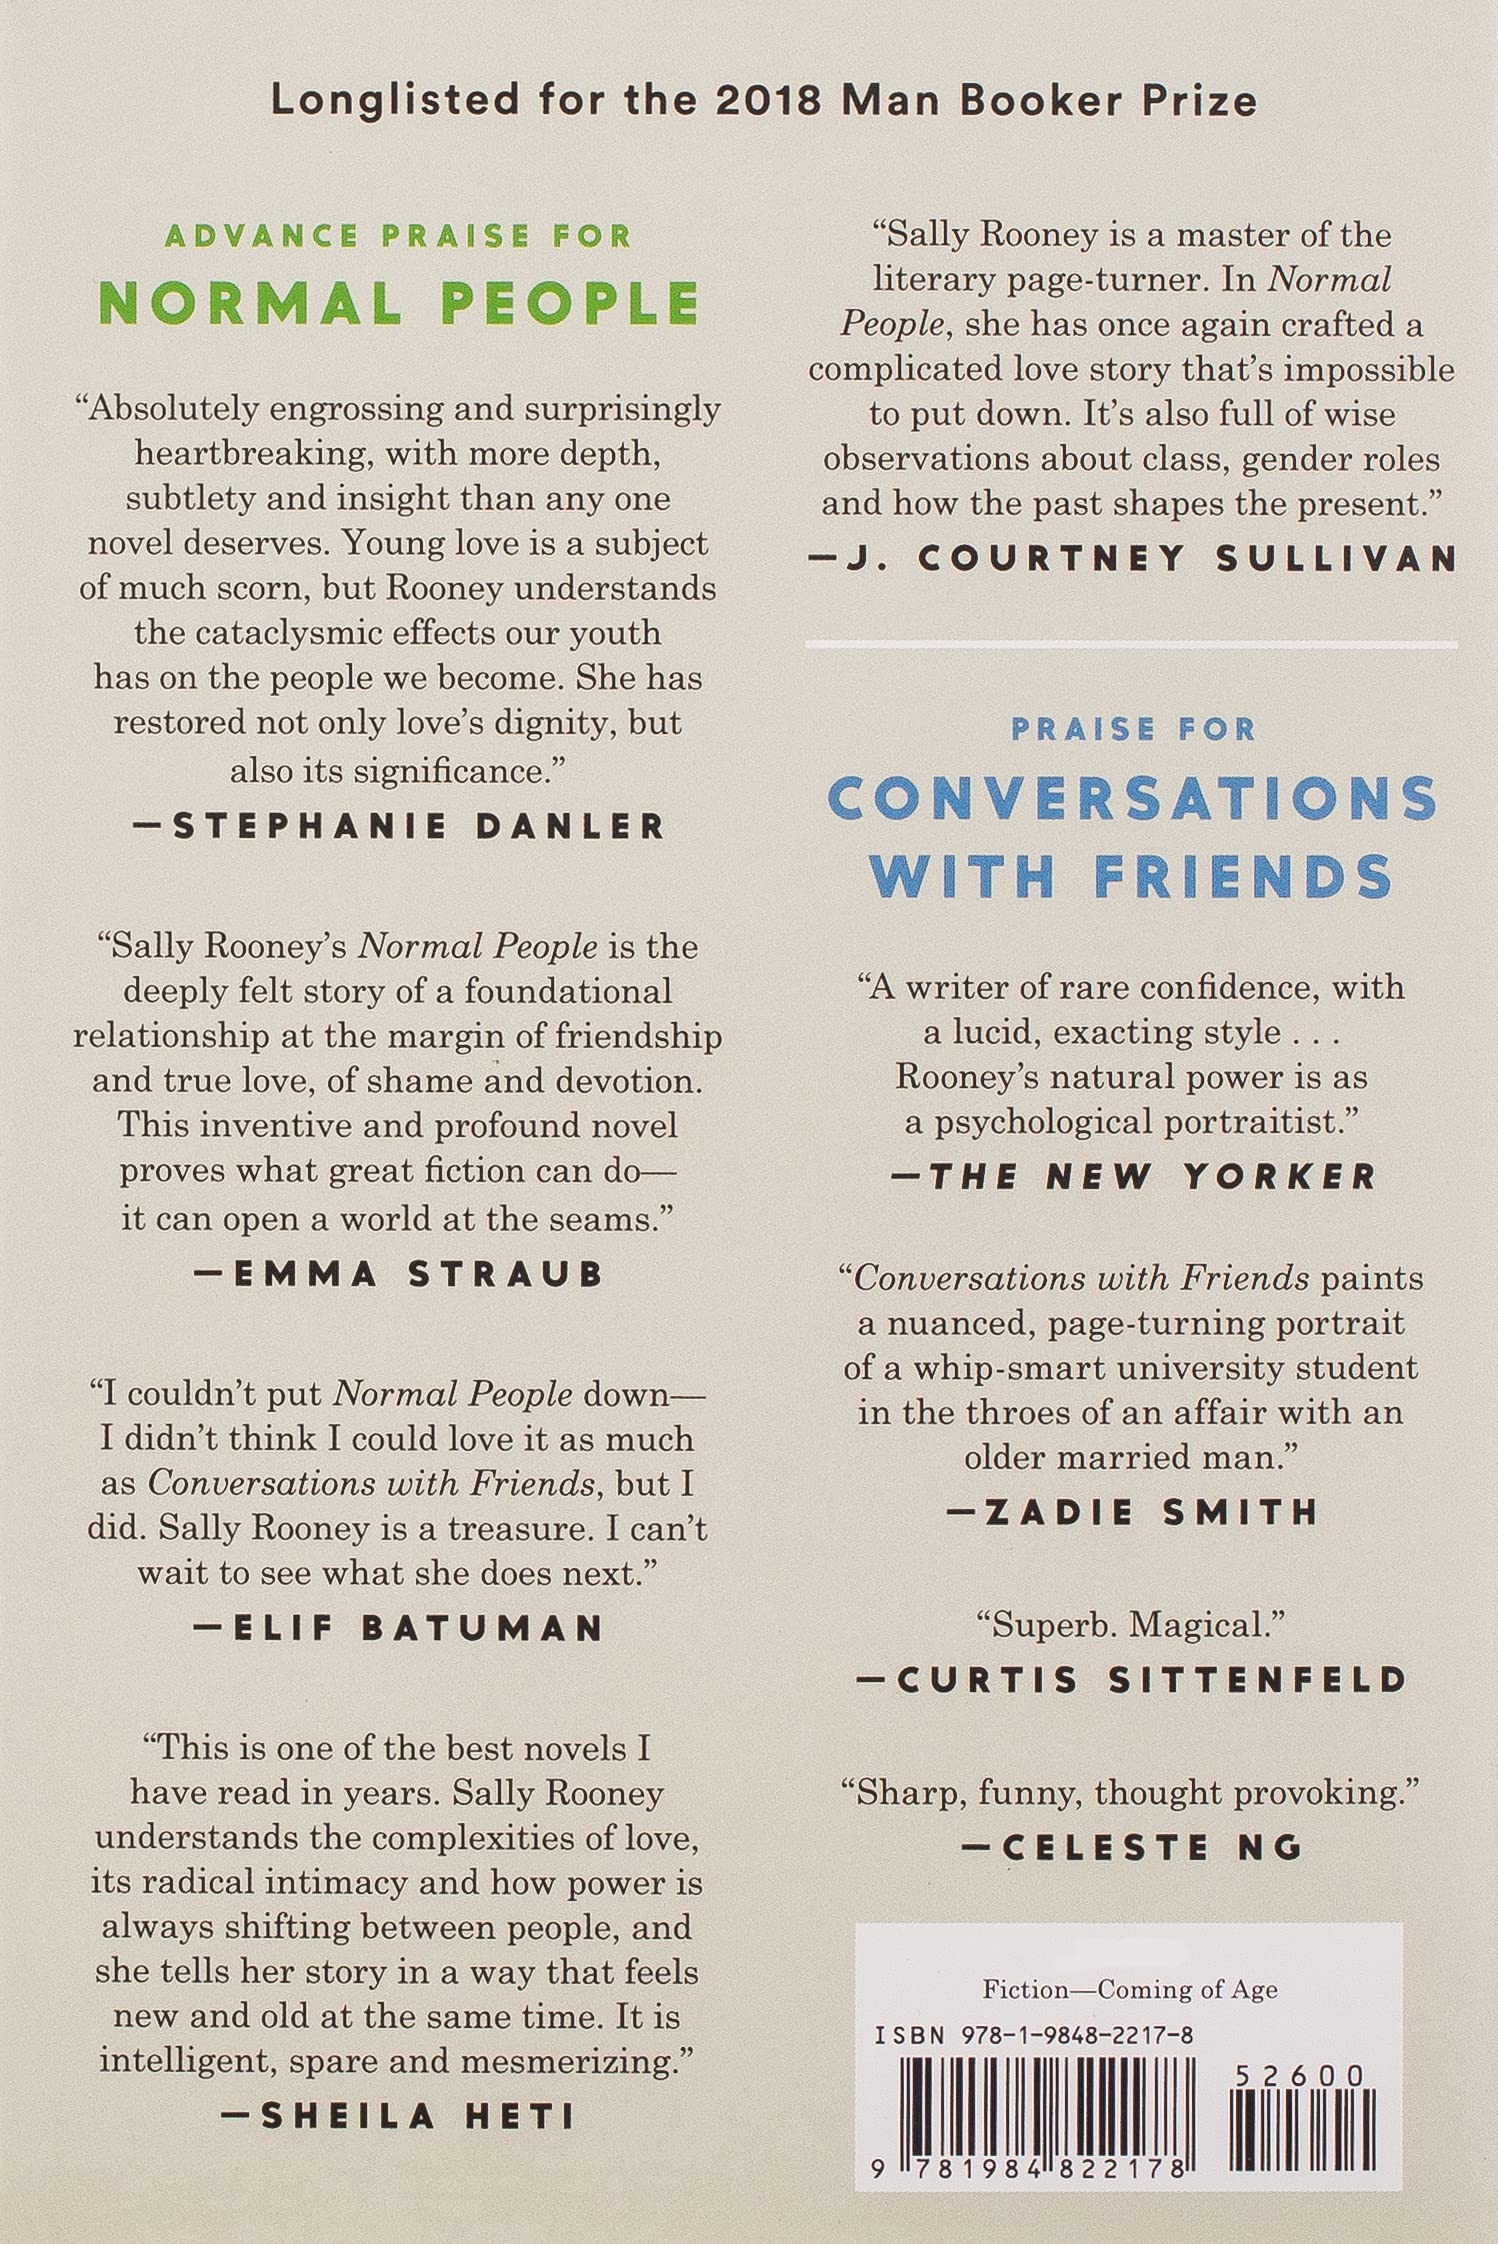 Longlisted for the 2018 Man Booker Prize
ADVANCE PRAISE FOR
NORMAL PEOPLE
“Absolutely engrossing and surprisingly
heartbreaking, with more depth,
subtlety and insight than any one
novel deserves. Young love is a subject
of much scorn, but Rooney understands
the cataclysmic effects our youth
has on the people we become. She has
restored not only love’s dignity, but
also its significance.”
—STEPHANIE DANLER
“Sally Rooney’s Normal People is the
deeply felt story of a foundational
relationship at the margin of friendship
and true love, of shame and devotion.
This inventive and profound novel
proves what great fiction can do—
it can open a world at the seams.”
—EMMA STRAUB
“I couldn’t put Normal People down—
I didn’t think I could love it as much
as Conversations with Friends, but I
did. Sally Rooney is a treasure. I can’t
wait to see what she does next.”
—ELIF BATUMAN
“This is one of the best novels I
have read in years. Sally Rooney
understands the complexities of love,
its radical intimacy and how power is
always shifting between people, and
she tells her story in a way that feels
new and old at the same time. It is
intelligent, spare and mesmerizing.”
—SHEILA HETI
“Sally Rooney is a master of the
literary page-turner. In Normal
People, she has once again crafted a
complicated love story that’s impossible
to put down. It’s also full of wise
observations about class, gender roles
and how the past shapes the present.”
—J. COURTNEY SULLIVAN
PRAISE FOR
CONVERSATIONS
WITH FRIENDS
“A writer of rare confidence, with
a lucid, exacting style . . .
Rooney’s natural power is as
a psychological portraitist.”
—THE NEW YORKER
“Conversations with Friends paints
a nuanced, page-turning portrait
of a whip-smart university student
in the throes of an affair with an
older married man.”
—ZADIE SMITH
“Superb. Magical.”
—CURTIS SITTENFELD
“Sharp, funny, thought provoking.”
—CELESTE NG
Fiction—Coming of Age
ISBN 978-1-9848-2217-8
52600
9 781984 822178